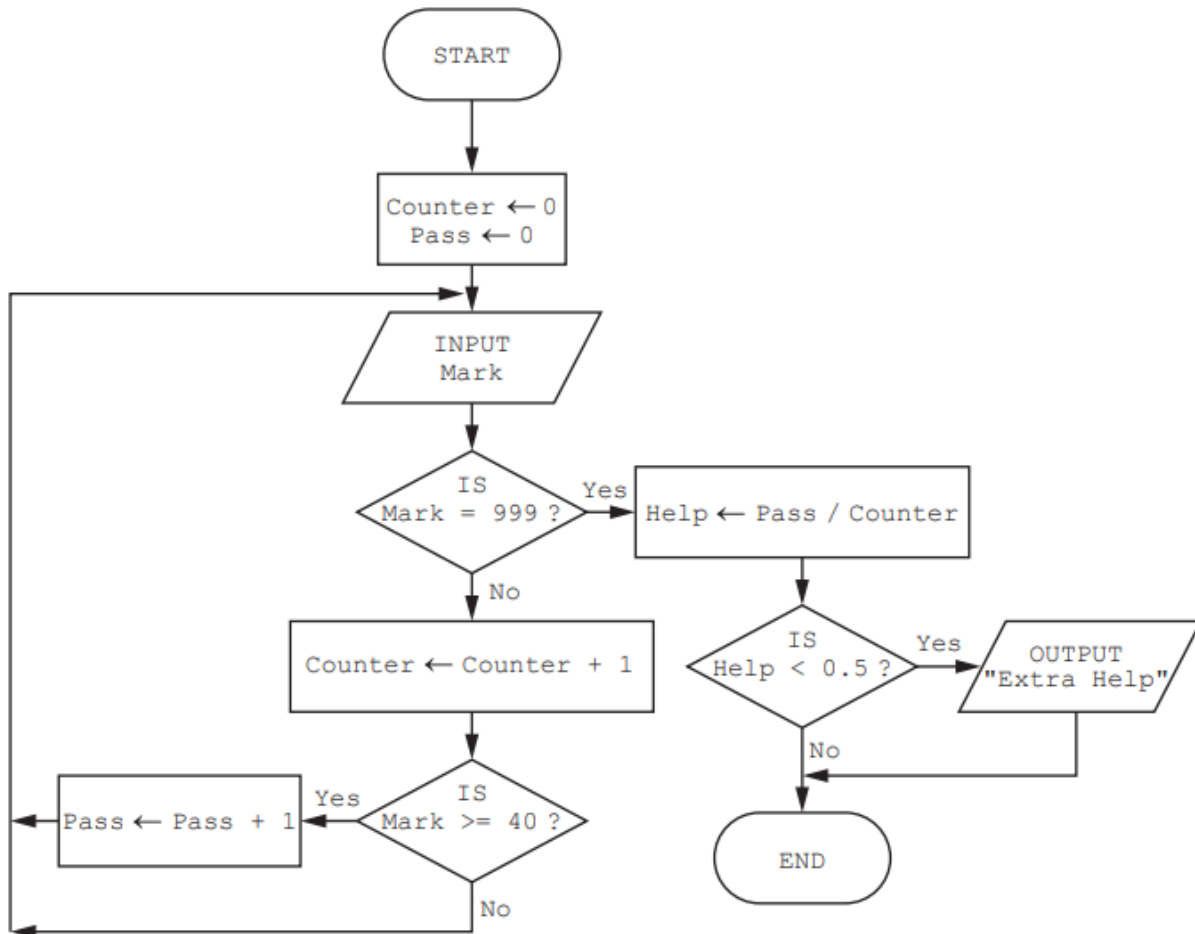 START
Counter ← 0
Pass ← 0
INPUT
Mark
IS
Mark = 999 ?
Yes
Help ← Pass / Counter
No
Counter ← Counter + 1
IS
Help < 0.5 ?
Yes
OUTPUT
"Extra Help"
No
IS
Mark >= 40 ?
Yes
Pass ← Pass + 1
No
END